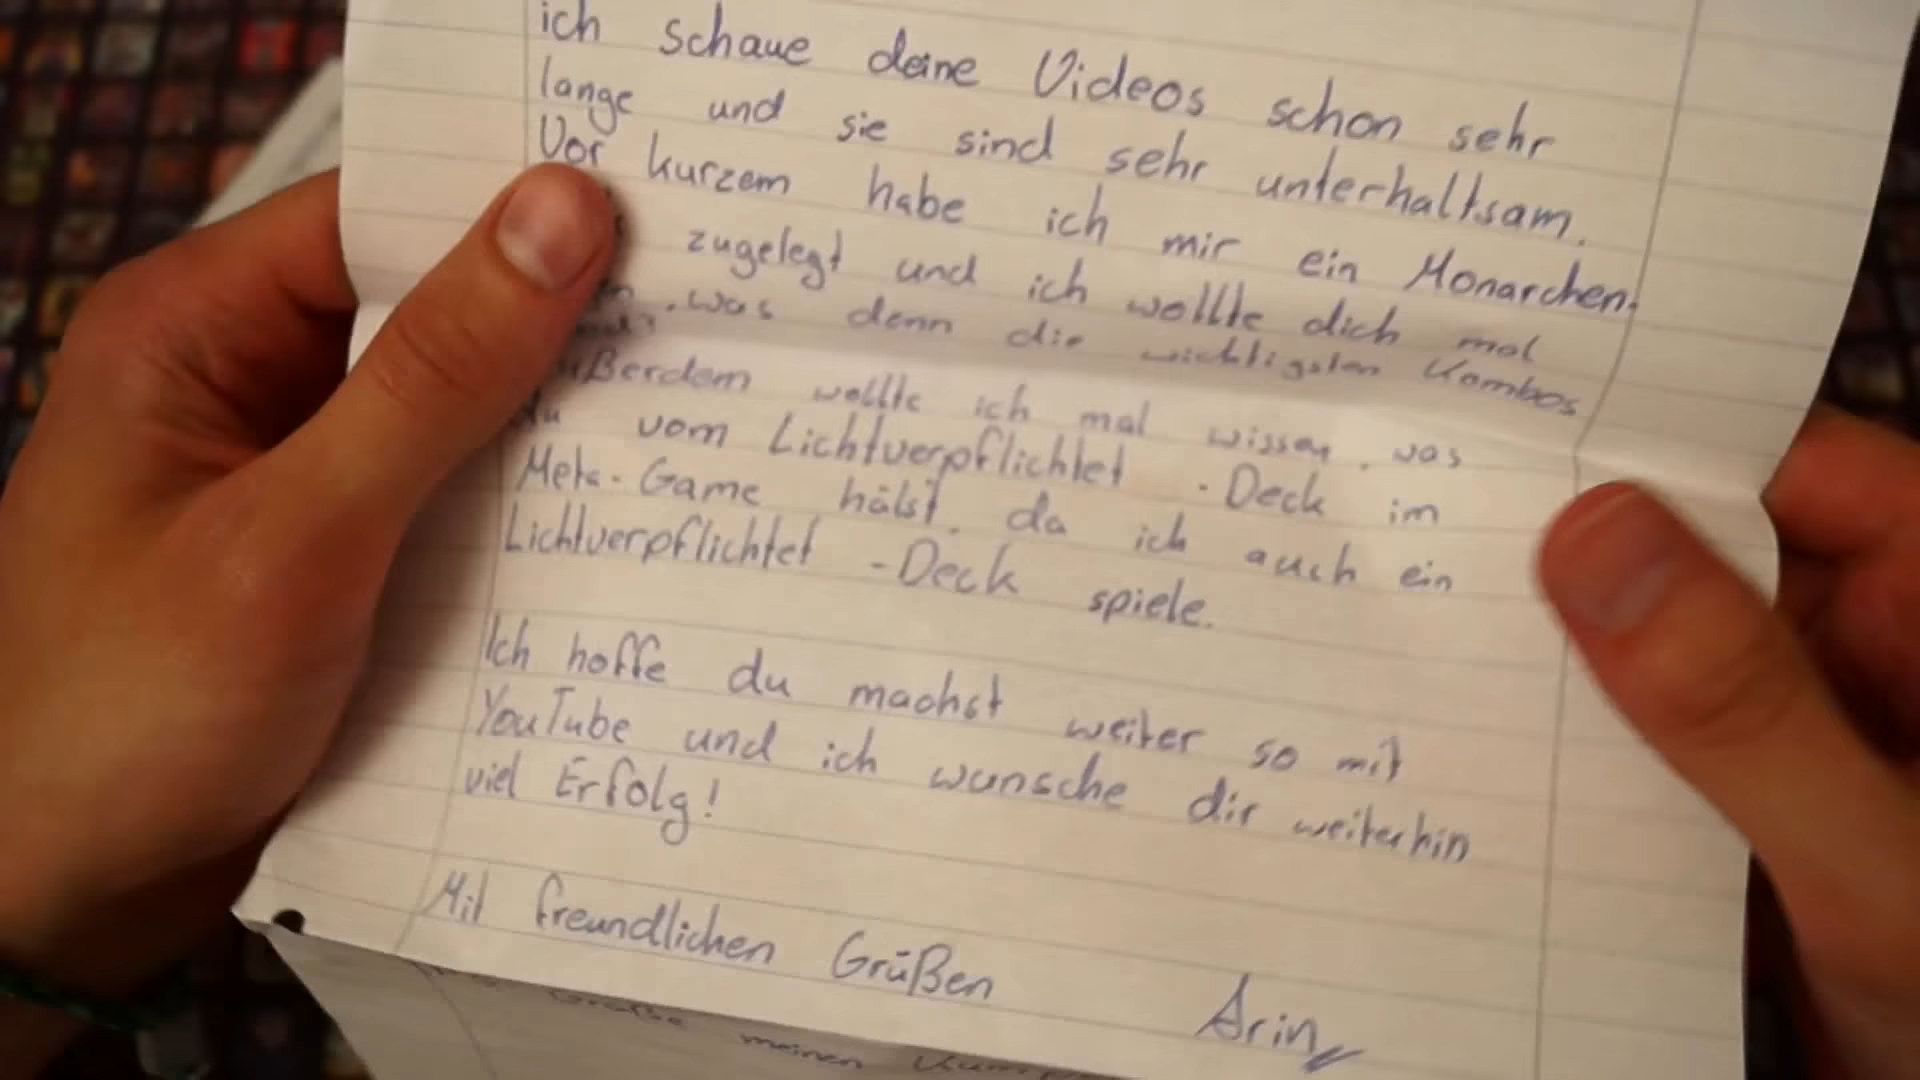 ich schaue deine Videos schon sehr
lange und sie sind sehr unterhaltsam.
Vor kurzem habe ich mir ein Monarchen-
zugelegt und ich wollte dich mal
was denn die wichtigsten Kombos
außerdem wollte ich mal wissen, was
du vom Lichtverpflichtet-Deck im
Meta-Game hälst, da ich auch ein
Lichtverpflichtet-Deck spiele.
Ich hoffe du machst weiter so mit
YouTube und ich wünsche dir weiterhin
viel Erfolg!
Mit freundlichen Grüßen
Arin
meinen